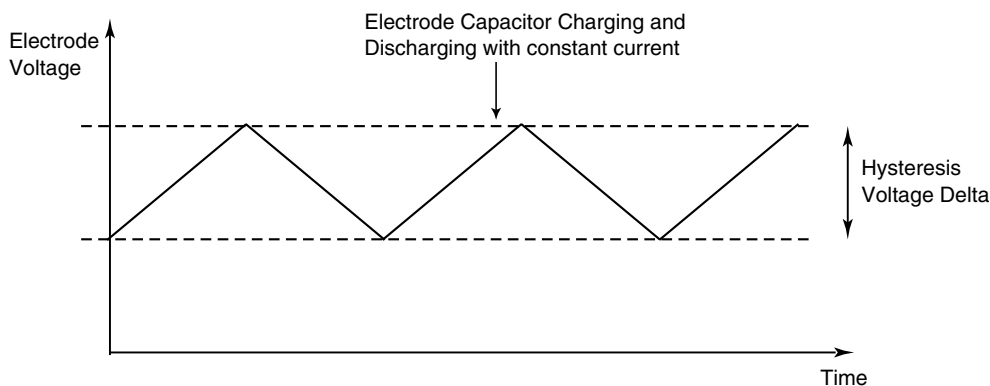 Electrode Capacitor Charging and
Discharging with constant current
Electrode
Voltage
Hysteresis
Voltage Delta
Time